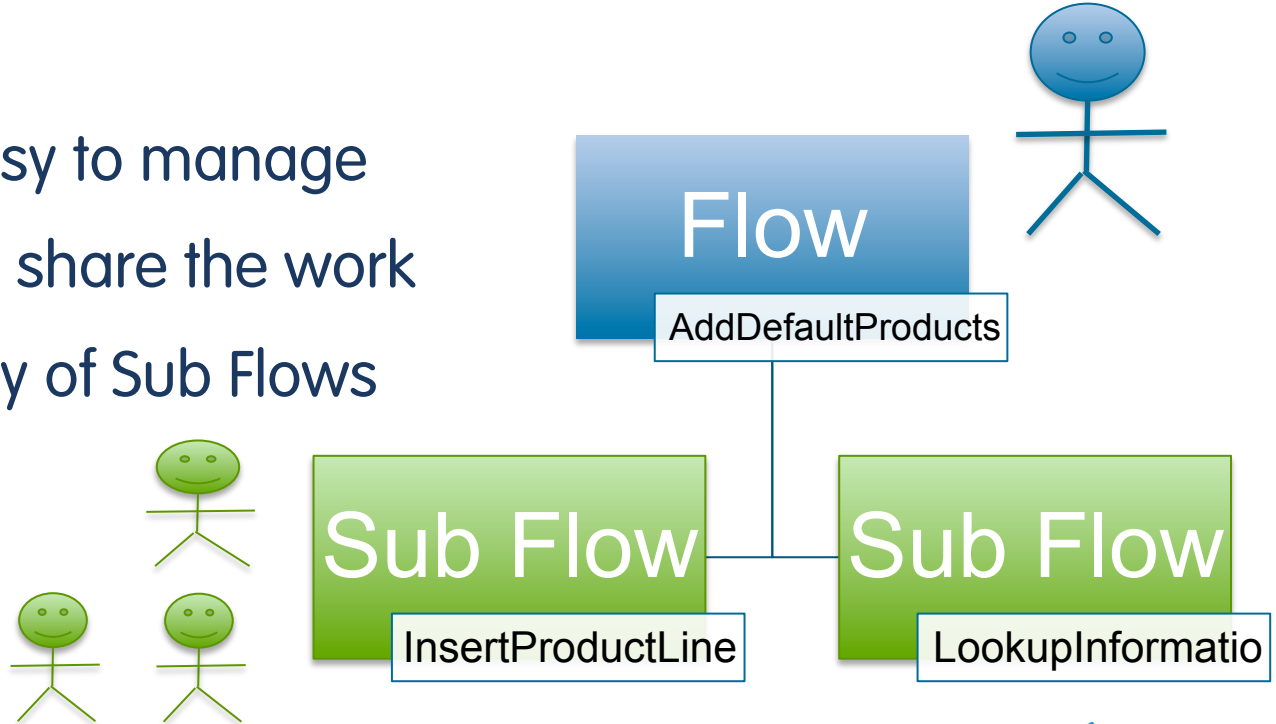 sy to manage
share the work
y of Sub Flows
Flow
AddDefaultProducts
Sub Flow
InsertProductLine
Sub Flow
LookupInformatio